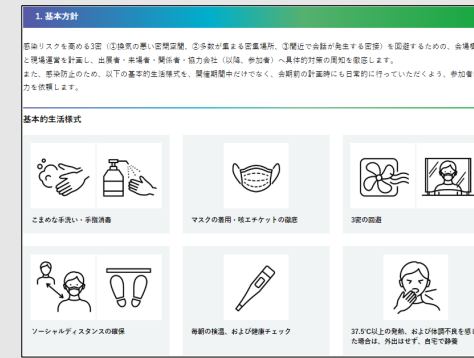 1. 基本方針
感染リスクを高める3密（①換気の悪い密閉空間、②多数が集まる密集場所、③間近で会話が発生する密接）を回避するための、会場
と現場運営を計画し、出展者・来場者・関係者・協力会社（以降、参加者）へ具体的対策の周知を徹底します。
また、感染防止のため、以下の基本的生活様式を、開催期間中だけでなく、会期前の計画時にも日常的に行っていただくよう、参加者
力を依頼します。
基本的生活様式
こまめな手洗い・手指消毒
マスクの着用・咳エチケットの徹底
3密の回避
ソーシャルディスタンスの確保
毎朝の検温、および健康チェック
37.5℃以上の発熱、および体調不良を感
た場合は、外出はせず、自宅で静養